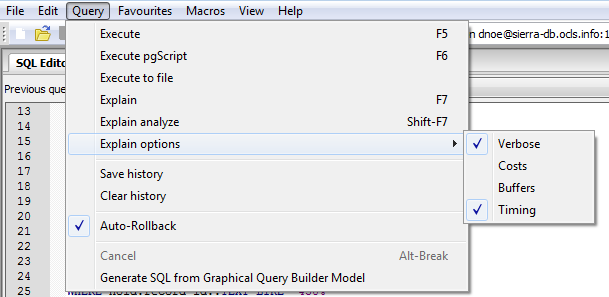 File Edit Query Favourites Macros View Help
n dnoe@sierra-db.ocls.info:1
SQL Edito
Previous que
Execute F5
Execute pgScript F6
Execute to file
Explain F7
Explain analyze Shift-F7
Explain options
Verbose
Costs
Buffers
Timing
Save history
Clear history
Auto-Rollback
Cancel Alt-Break
Generate SQL from Graphical Query Builder Model
13
14
15
16
17
18
19
20
21
22
23
24
25